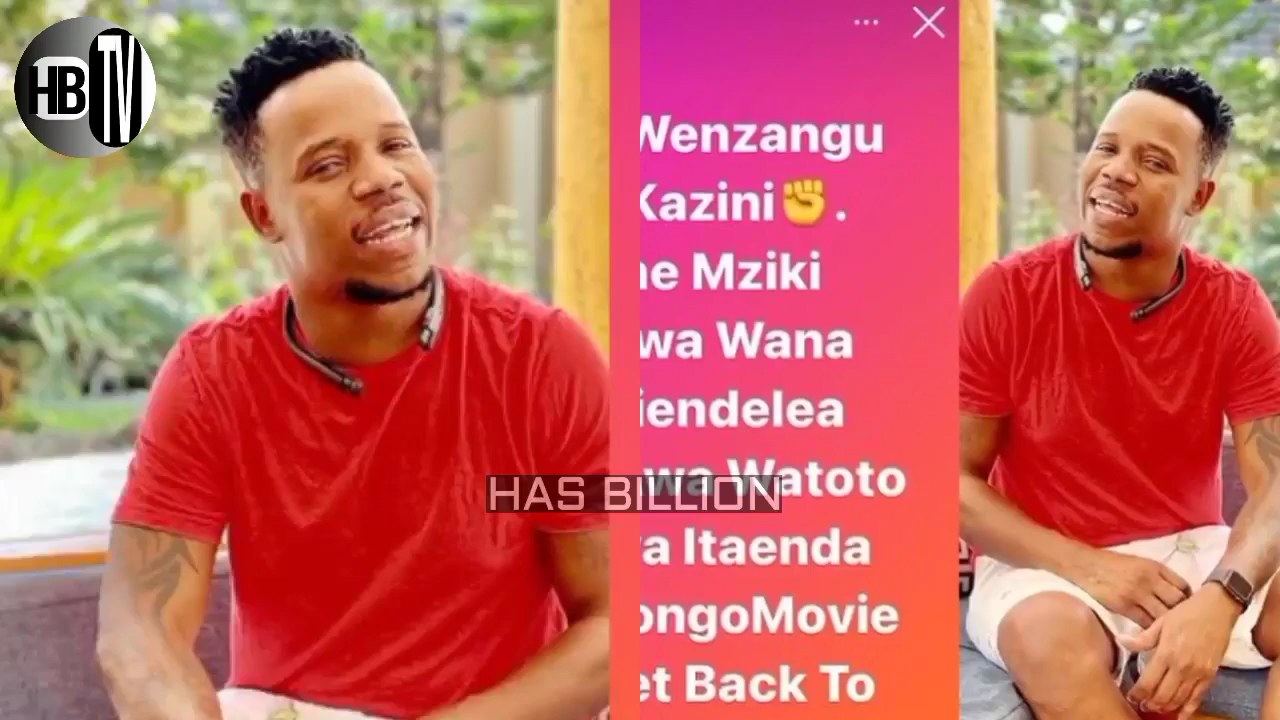 HB TV
Wenzangu
Kazini✊.
Mziki
wa Wana
iendelea
HAS BILLION
wa Watoto
a Itaenda
ongoMovie
et Back To